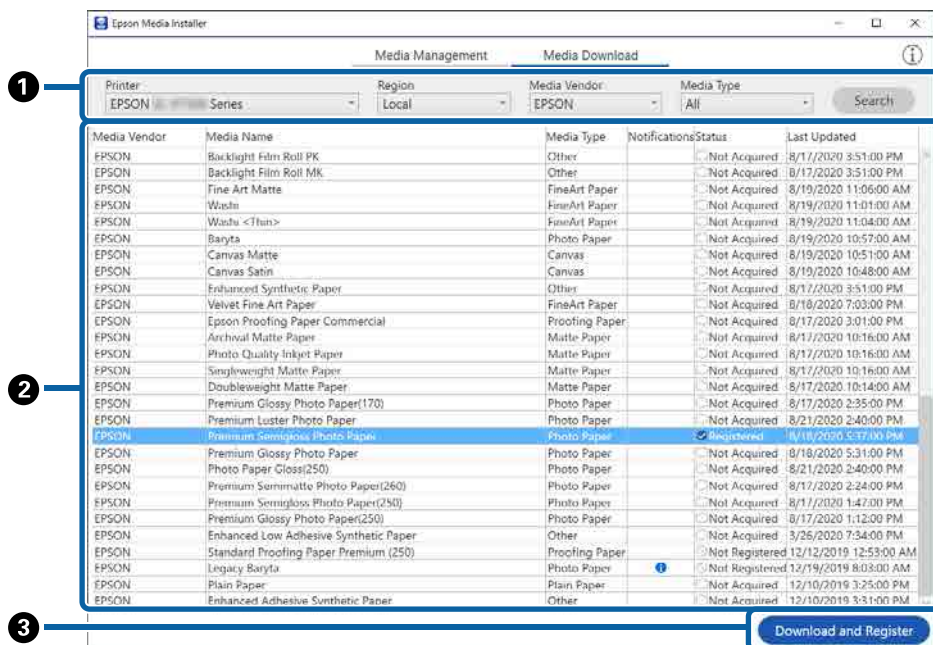 Epson Media Installer
Media Management Media Download
1
Printer Region Media Vendor Media Type
EPSON Series Local EPSON All Search
2
Media Vendor Media Name Media Type Notifications Status Last Updated
EPSON Backlight Film Roll PK Other Not Acquired 8/17/2020 3:51:00 PM
EPSON Backlight Film Roll MK Other Not Acquired 8/17/2020 3:51:00 PM
EPSON Fine Art Matte FineArt Paper Not Acquired 8/19/2020 11:06:00 AM
EPSON Washi FineArt Paper Not Acquired 8/19/2020 11:01:00 AM
EPSON Washi <Thin> FineArt Paper Not Acquired 8/19/2020 11:04:00 AM
EPSON Baryta Photo Paper Not Acquired 8/19/2020 10:57:00 AM
EPSON Canvas Matte Canvas Not Acquired 8/19/2020 10:51:00 AM
EPSON Canvas Satin Canvas Not Acquired 8/19/2020 10:48:00 AM
EPSON Enhanced Synthetic Paper Other Not Acquired 8/17/2020 3:51:00 PM
EPSON Velvet Fine Art Paper FineArt Paper Not Acquired 8/18/2020 7:03:00 PM
EPSON Epson Proofing Paper Commercial Proofing Paper Not Acquired 8/17/2020 3:01:00 PM
EPSON Archival Matte Paper Matte Paper Not Acquired 8/17/2020 10:16:00 AM
EPSON Photo Quality Inkjet Paper Matte Paper Not Acquired 8/17/2020 10:16:00 AM
EPSON Singleweight Matte Paper Matte Paper Not Acquired 8/17/2020 10:16:00 AM
EPSON Doubleweight Matte Paper Matte Paper Not Acquired 8/17/2020 10:14:00 AM
EPSON Premium Glossy Photo Paper(170) Photo Paper Not Acquired 8/17/2020 2:35:00 PM
EPSON Premium Luster Photo Paper Photo Paper Not Acquired 8/21/2020 2:40:00 PM
EPSON Premium Semigloss Photo Paper Photo Paper Registered 8/18/2020 5:37:00 PM
EPSON Premium Glossy Photo Paper Photo Paper Not Acquired 8/18/2020 5:31:00 PM
EPSON Photo Paper Gloss(250) Photo Paper Not Acquired 8/21/2020 2:40:00 PM
EPSON Premium Semimatte Photo Paper(260) Photo Paper Not Acquired 8/17/2020 2:24:00 PM
EPSON Premium Semigloss Photo Paper(250) Photo Paper Not Acquired 8/17/2020 1:47:00 PM
EPSON Premium Glossy Photo Paper(250) Photo Paper Not Acquired 8/17/2020 1:12:00 PM
EPSON Enhanced Low Adhesive Synthetic Paper Other Not Acquired 3/26/2020 7:34:00 PM
EPSON Standard Proofing Paper Premium (250) Proofing Paper Not Registered 12/12/2019 12:53:00 AM
EPSON Legacy Baryta Photo Paper Not Registered 12/19/2019 8:03:00 AM
EPSON Plain Paper Plain Paper Not Acquired 12/10/2019 3:25:00 PM
EPSON Enhanced Adhesive Synthetic Paper Other Not Acquired 12/10/2019 3:31:00 PM
3
Download and Register